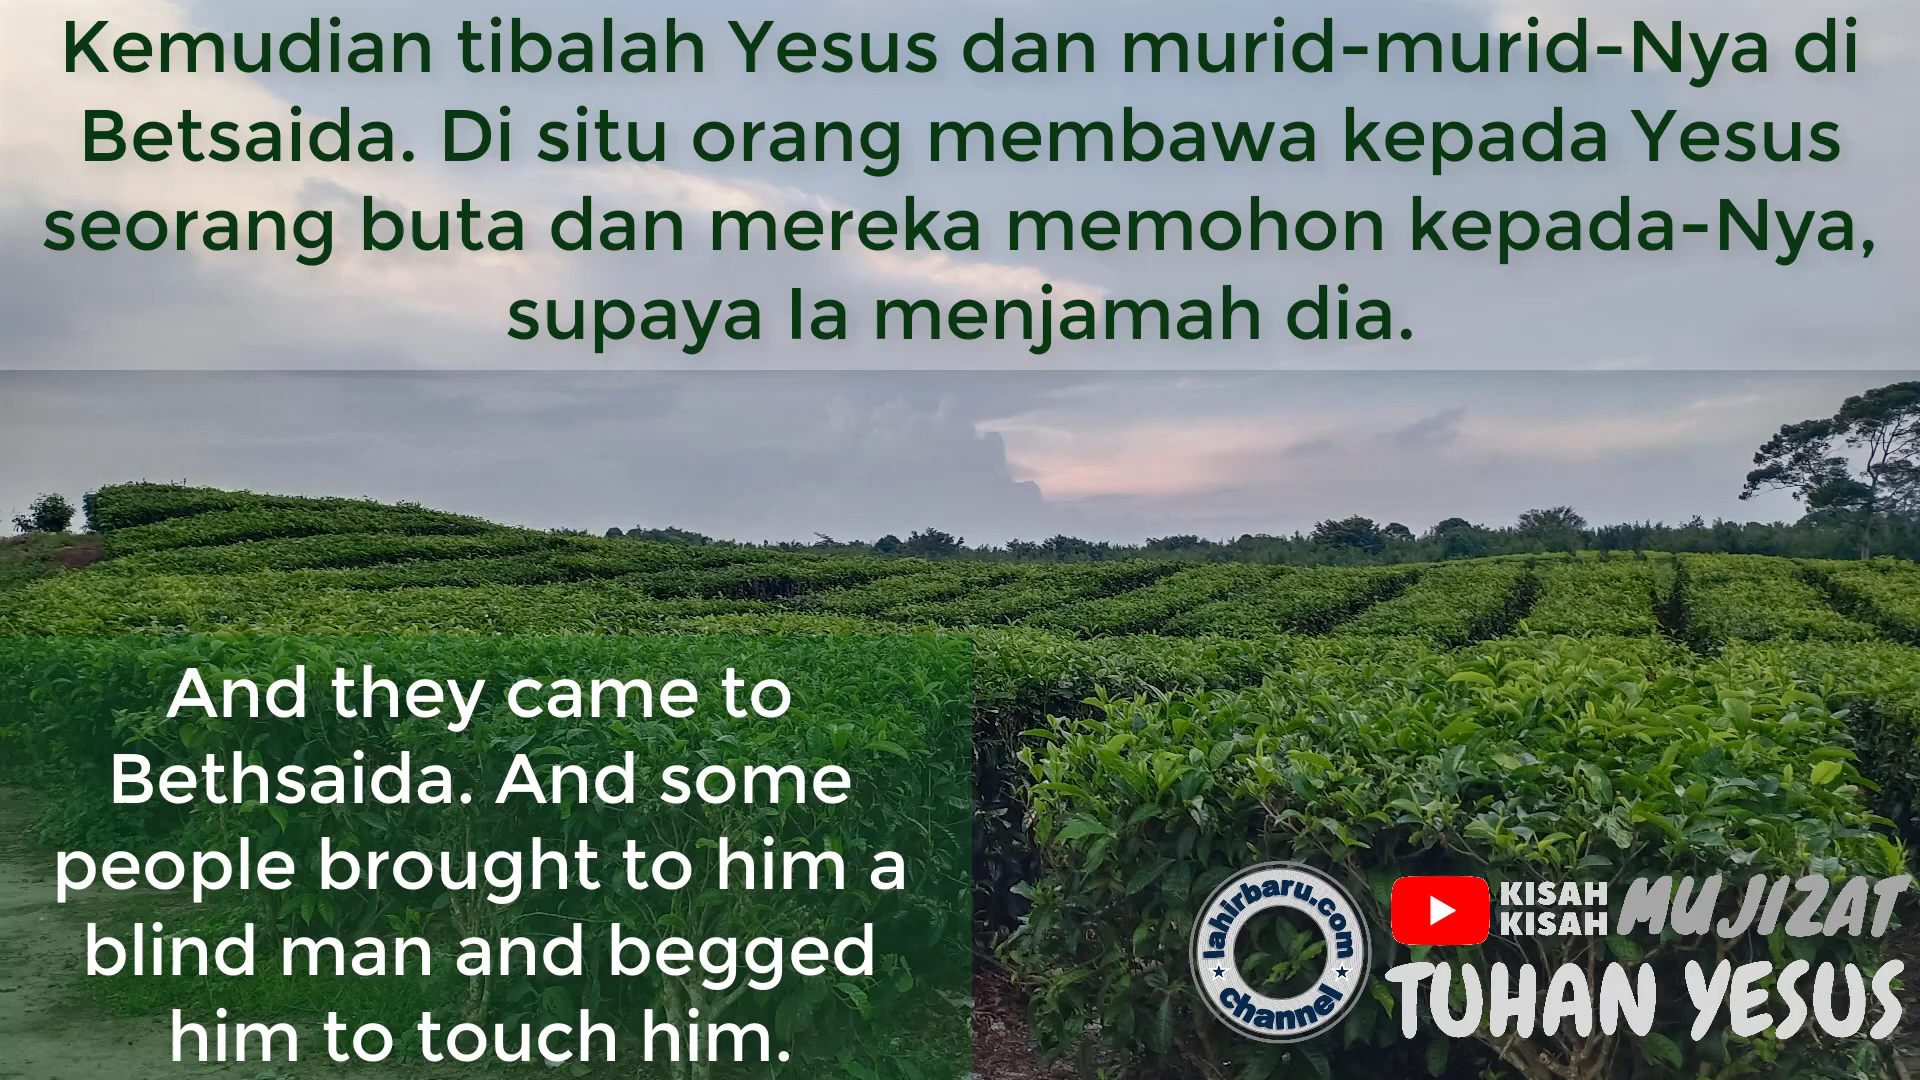 Kemudian tibalah Yesus dan murid-murid-Nya di
Betsaida. Di situ orang membawa kepada Yesus
seorang buta dan mereka memohon kepada-Nya,
supaya Ia menjamah dia.
And they came to
Bethsaida. And some
people brought to him a
blind man and begged
him to touch him.
lahirbaru.com
channel
KISAH
KISAH
MUJIZAT
TUHAN YESUS